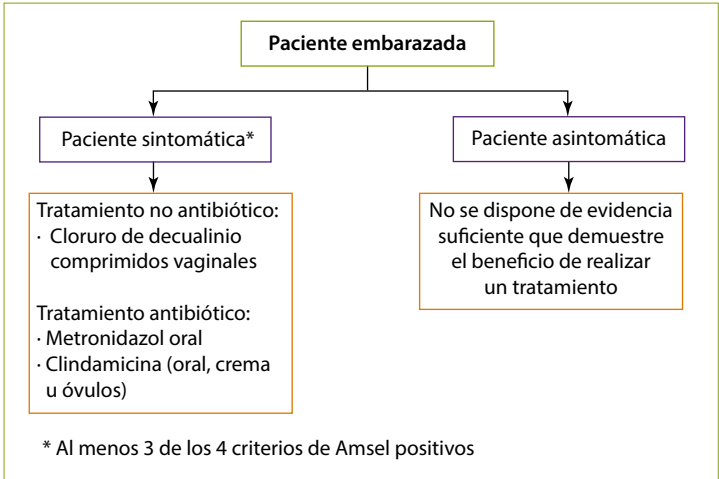 Paciente embarazada
Paciente sintomática*
Tratamiento no antibiótico:
· Cloruro de decualinio
comprimidos vaginales
Tratamiento antibiótico:
· Metronidazol oral
· Clindamicina (oral, crema
u óvulos)
Paciente asintomática
No se dispone de evidencia
suficiente que demuestre
el beneficio de realizar
un tratamiento
* Al menos 3 de los 4 criterios de Amsel positivos